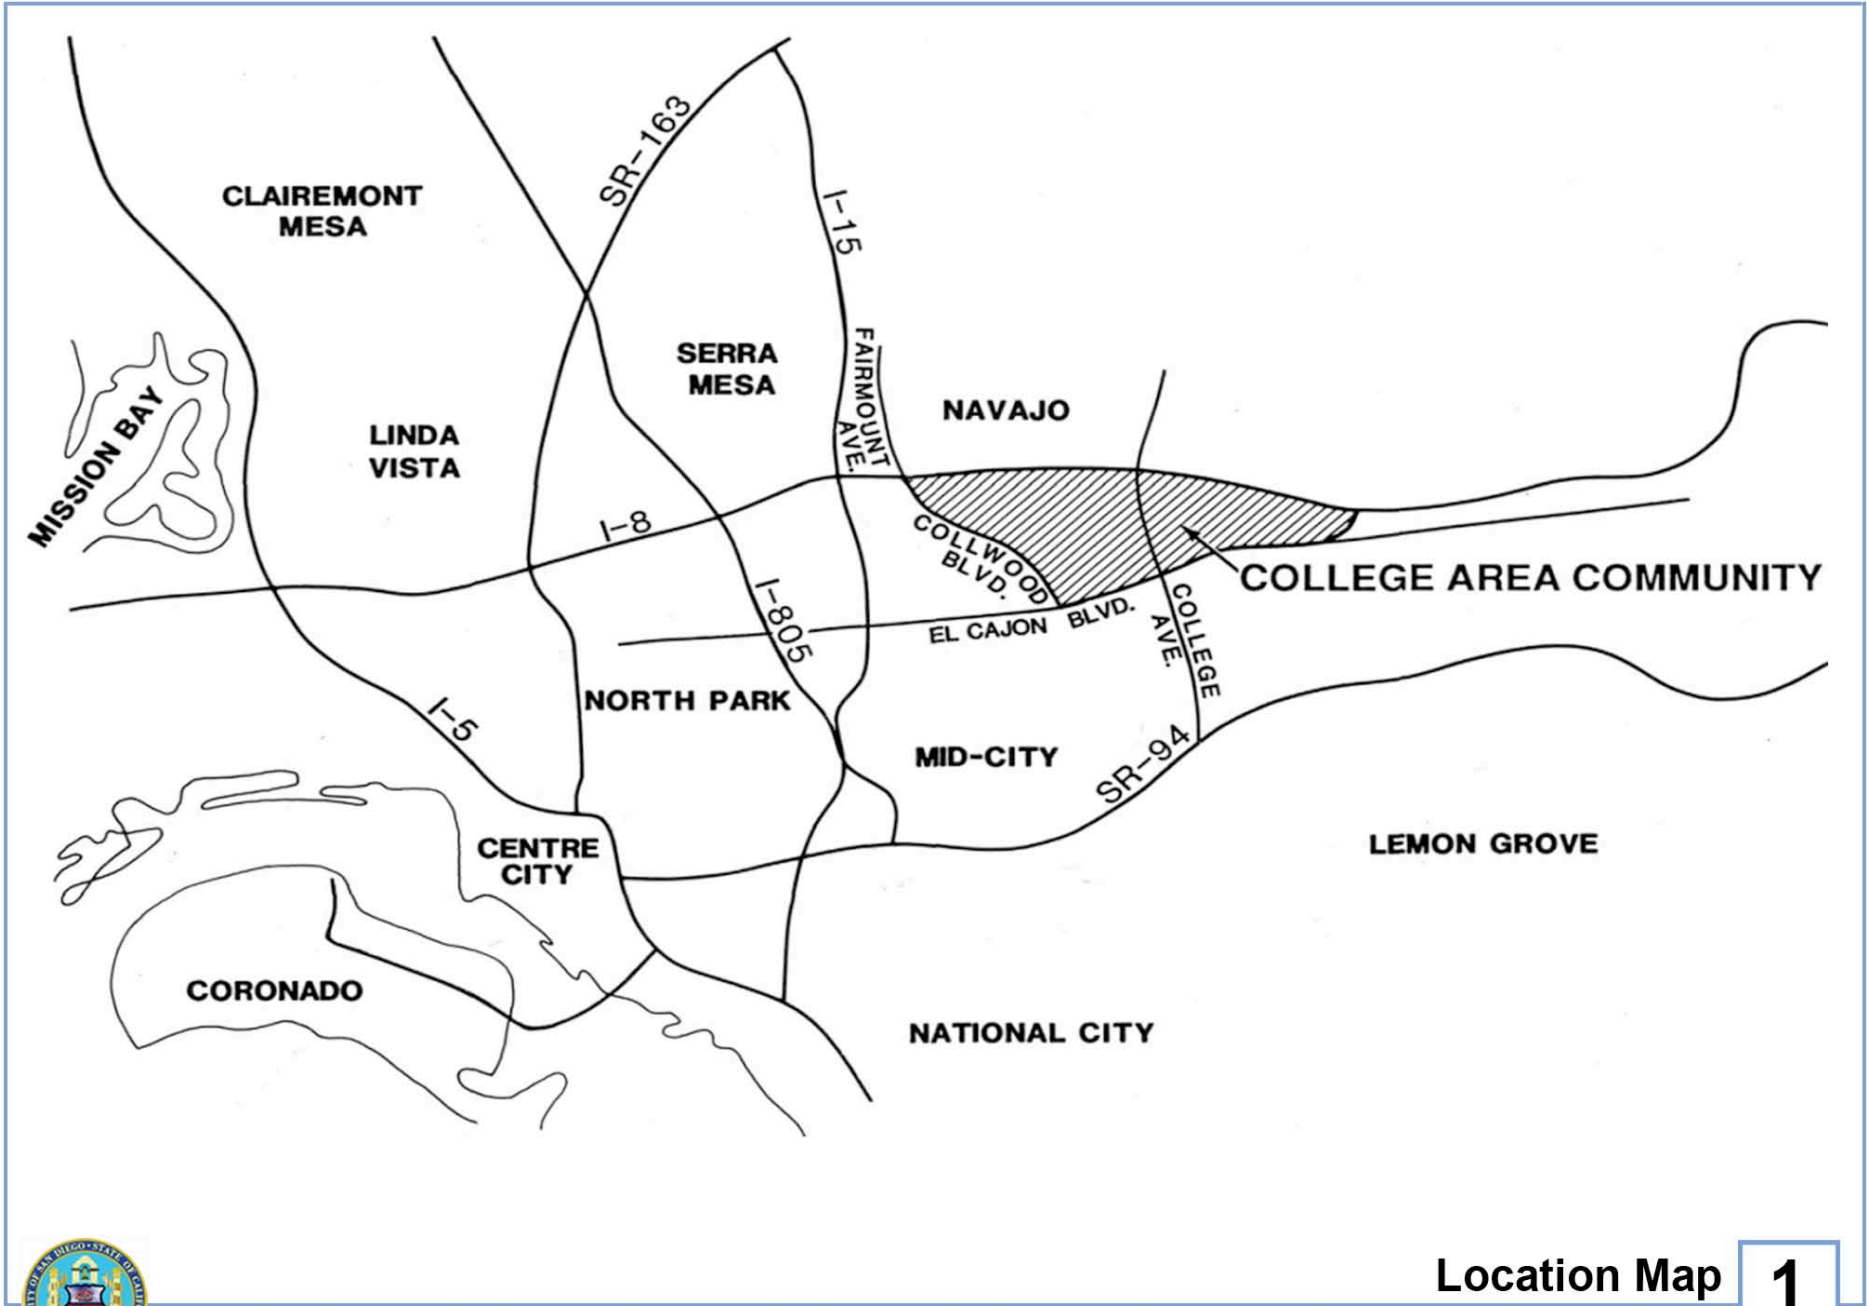 SR-163
CLAIREMONT
MESA
I-15
SERRA
MESA
FAIRMOUNT
AVE.
NAVAJO
MISSION BAY
LINDA
VISTA
I-8
COLLWOOD
BLVD.
COLLEGE AREA COMMUNITY
I-805
EL CAJON BLVD.
COLLEGE
AVE.
NORTH PARK
I-5
MID-CITY
SR-94
CENTRE
CITY
LEMON GROVE
CORONADO
NATIONAL CITY
Location Map
1